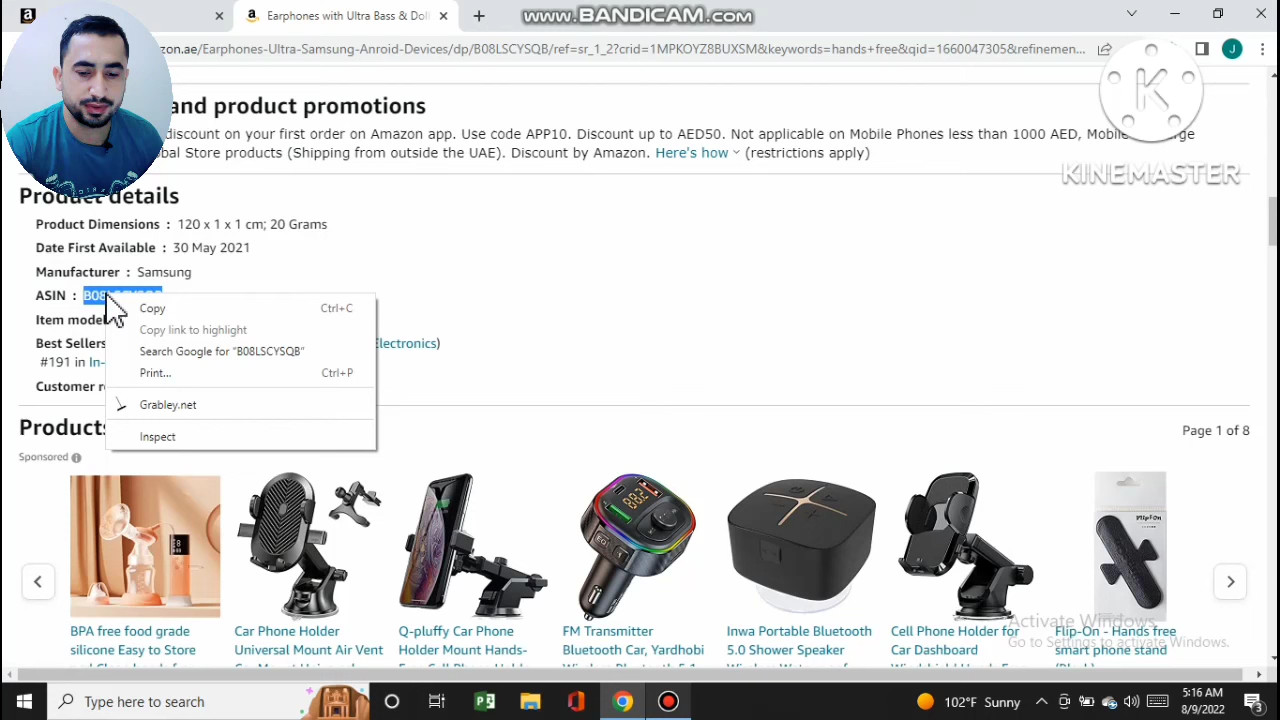 Earphones with Ultra Bass & Dol
www.BANDICAM.com
zon.ae/Earphones-Ultra-Samsung-Anroid-Devices/dp/B08LSCYSQB/ref=sr_1_2?crid=1MPKOYZ8BUXSM&keywords=hands+free&qid=1660047305&refinemen...
J
and product promotions
discount on your first order on Amazon app. Use code APP10. Discount up to AED50. Not applicable on Mobile Phones less than 1000 AED,
bal Store products (Shipping from outside the UAE). Discount by Amazon. Here's how (restrictions apply)
K
KINEMASTER
Product details
Product Dimensions : 120 x 1 x 1 cm; 20 Grams
Date First Available : 30 May 2021
Manufacturer : Samsung
ASIN : B08LSCYSQB
Item model
Best Sellers Electronics)
#191 in In-
Customer re
Copy Ctrl+C
Copy link to highlight
Search Google for "B08LSCYSQB"
Print... Ctrl+P
Grabley.net
Inspect
Products
Page 1 of 8
Sponsored
BPA free food grade
silicone Easy to Store
Car Phone Holder
Universal Mount Air Vent
Q-pluffy Car Phone
Holder Mount Hands-
FM Transmitter
Bluetooth Car, Yardhobi
Inwa Portable Bluetooth
5.0 Shower Speaker
Cell Phone Holder for
Car Dashboard
Flip-On - Hands free
smart phone stand
Activate Windows
Go to Settings to activate Windows.
Type here to search
102°F Sunny
5:16 AM
8/9/2022
3